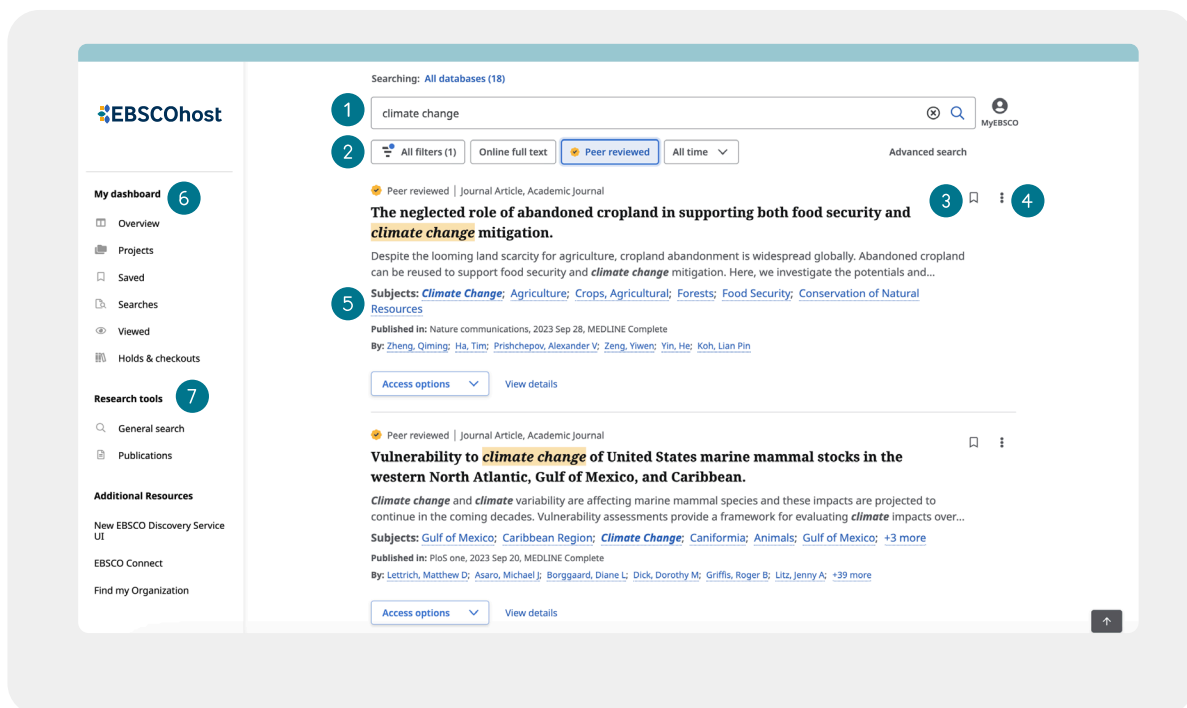 EBSCOhost
My dashboard
6
Overview
Projects
Saved
Searches
Viewed
Holds & checkouts
Research tools
7
General search
Publications
Additional Resources
New EBSCO Discovery Service
UI
EBSCO Connect
Find my Organization
Searching: All databases (18)
1
climate change
MyEBSCO
2
All filters (1) Online full text Peer reviewed All time
Advanced search
Peer reviewed | Journal Article, Academic Journal
3
4
The neglected role of abandoned cropland in supporting both food security and
climate change mitigation.
Despite the looming land scarcity for agriculture, cropland abandonment is widespread globally. Abandoned cropland
can be reused to support food security and climate change mitigation. Here, we investigate the potentials and...
5
Subjects: Climate Change; Agriculture; Crops, Agricultural; Forests; Food Security; Conservation of Natural
Resources
Published in: Nature communications, 2023 Sep 28, MEDLINE Complete
By: Zheng, Qiming; Ha, Tim; Prishchepov, Alexander V; Zeng, Yiwen; Yin, He; Koh, Lian Pin
Access options View details
Peer reviewed | Journal Article, Academic Journal
Vulnerability to climate change of United States marine mammal stocks in the
western North Atlantic, Gulf of Mexico, and Caribbean.
Climate change and climate variability are affecting marine mammal species and these impacts are projected to
continue in the coming decades. Vulnerability assessments provide a framework for evaluating climate impacts over...
Subjects: Gulf of Mexico; Caribbean Region; Climate Change; Caniformia; Animals; Gulf of Mexico; +3 more
Published in: PloS one, 2023 Sep 20, MEDLINE Complete
By: Lettrich, Matthew D; Asaro, Michael J; Borggaard, Diane L; Dick, Dorothy M; Griffis, Roger B; Litz, Jenny A; +39 more
Access options View details